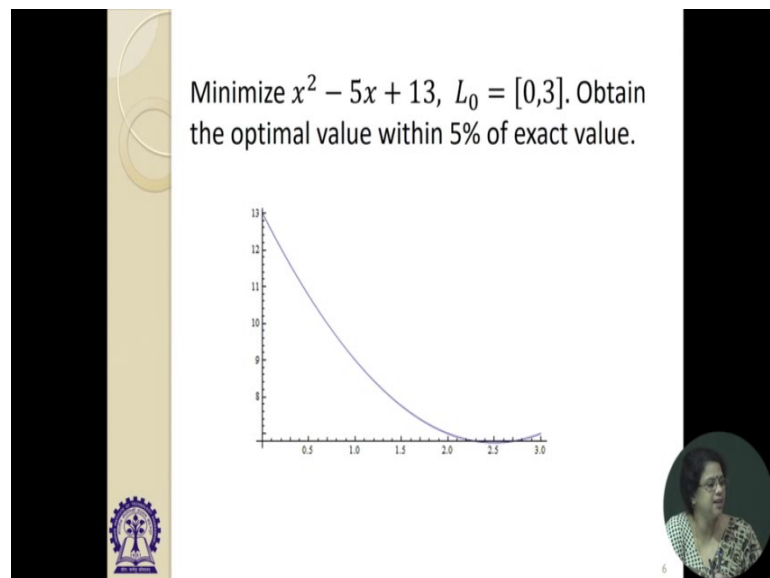 Minimize x² − 5x + 13, L₀ = [0,3]. Obtain
the optimal value within 5% of exact value.
13
12
11
10
9
8
0.5 1.0 1.5 2.0 2.5 3.0
6